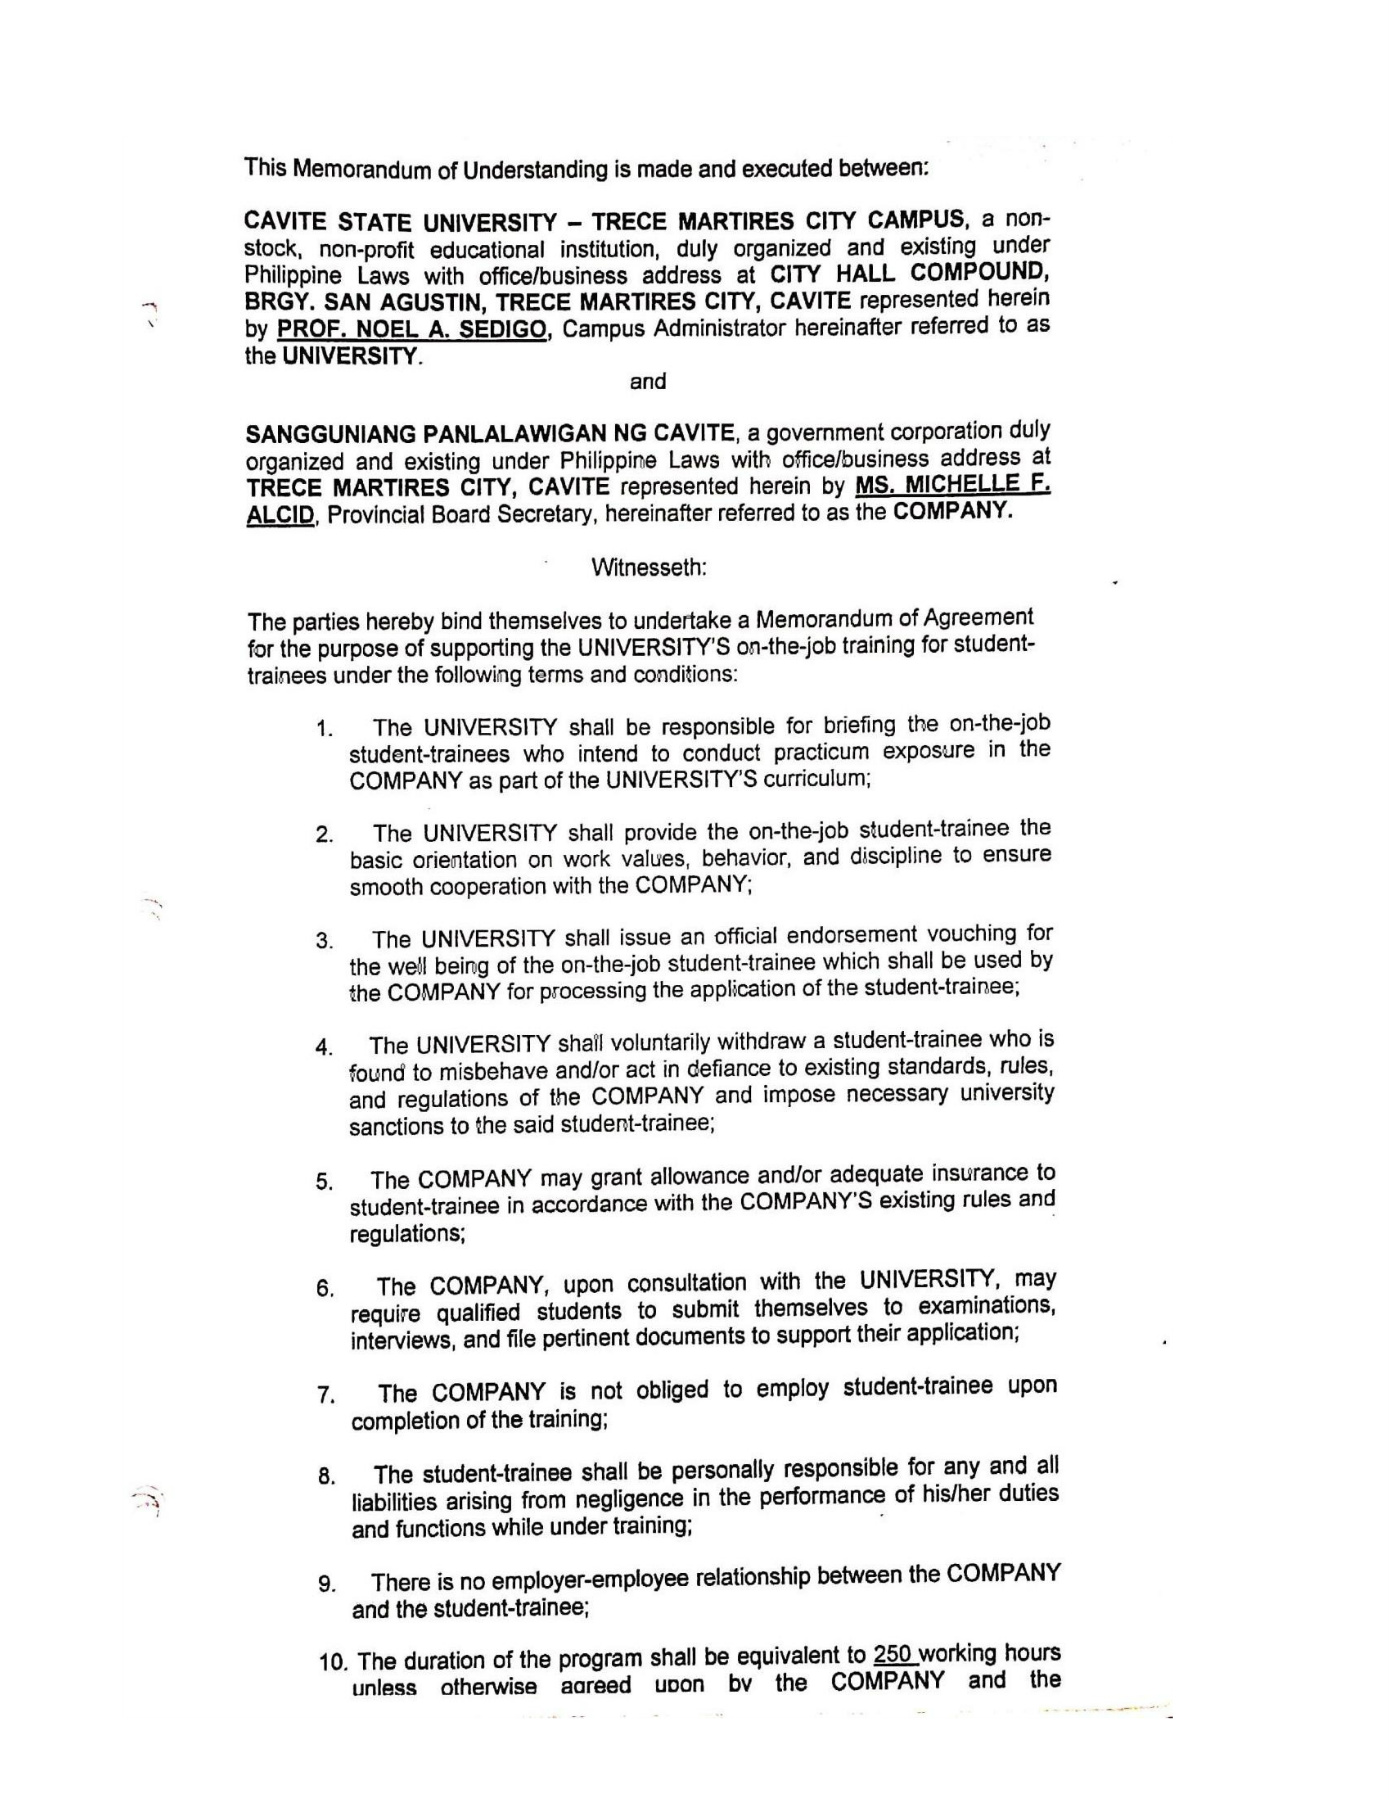 This Memorandum of Understanding is made and executed between:
CAVITE STATE UNIVERSITY – TRECE MARTIRES CITY CAMPUS, a non-
stock, non-profit educational institution, duly organized and existing under
Philippine Laws with office/business address at CITY HALL COMPOUND,
BRGY. SAN AGUSTIN, TRECE MARTIRES CITY, CAVITE represented herein
by PROF. NOEL A. SEDIGO, Campus Administrator hereinafter referred to as
the UNIVERSITY.
and
SANGGUNIANG PANLALAWIGAN NG CAVITE, a government corporation duly
organized and existing under Philippine Laws with office/business address at
TRECE MARTIRES CITY, CAVITE represented herein by MS. MICHELLE F.
ALCID, Provincial Board Secretary, hereinafter referred to as the COMPANY.
Witnesseth:
The parties hereby bind themselves to undertake a Memorandum of Agreement
for the purpose of supporting the UNIVERSITY'S on-the-job training for student-
trainees under the following terms and conditions:
1. The UNIVERSITY shall be responsible for briefing the on-the-job
student-trainees who intend to conduct practicum exposure in the
COMPANY as part of the UNIVERSITY'S curriculum;
2. The UNIVERSITY shall provide the on-the-job student-trainee the
basic orientation on work values, behavior, and discipline to ensure
smooth cooperation with the COMPANY;
3. The UNIVERSITY shall issue an official endorsement vouching for
the well being of the on-the-job student-trainee which shall be used by
the COMPANY for processing the application of the student-trainee;
4. The UNIVERSITY shall voluntarily withdraw a student-trainee who is
found to misbehave and/or act in defiance to existing standards, rules,
and regulations of the COMPANY and impose necessary university
sanctions to the said student-trainee;
5. The COMPANY may grant allowance and/or adequate insurance to
student-trainee in accordance with the COMPANY'S existing rules and
regulations;
6. The COMPANY, upon consultation with the UNIVERSITY, may
require qualified students to submit themselves to examinations,
interviews, and file pertinent documents to support their application;
7. The COMPANY is not obliged to employ student-trainee upon
completion of the training;
8. The student-trainee shall be personally responsible for any and all
liabilities arising from negligence in the performance of his/her duties
and functions while under training;
9. There is no employer-employee relationship between the COMPANY
and the student-trainee;
10. The duration of the program shall be equivalent to 250 working hours
unless otherwise agreed upon by the COMPANY and the